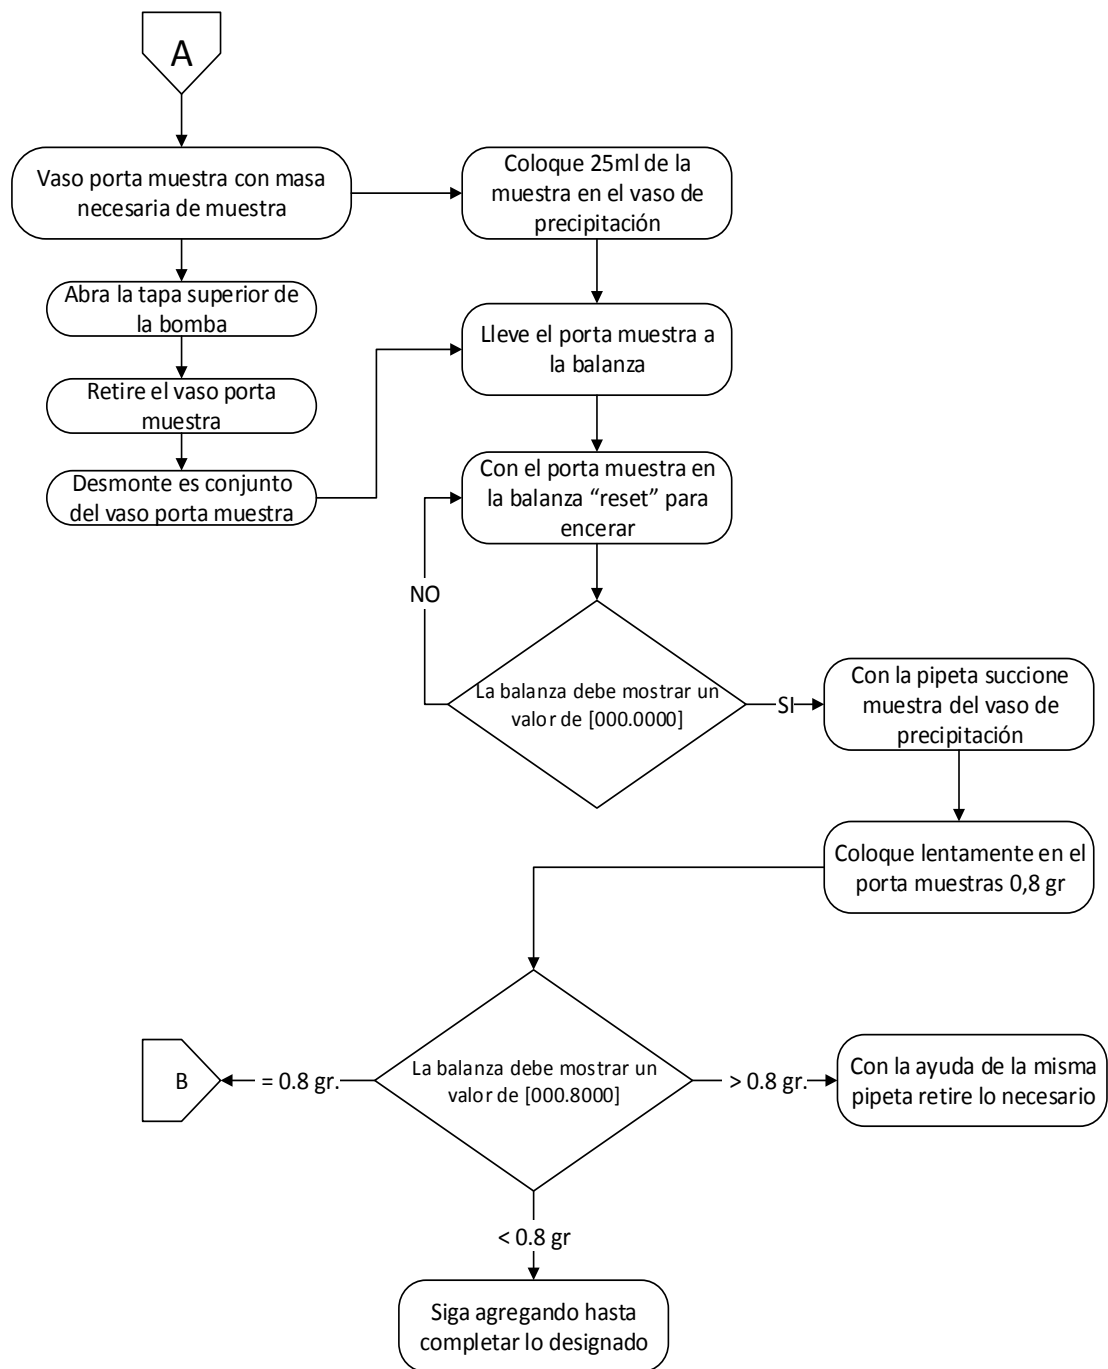 A
Vaso porta muestra con masa
necesaria de muestra
Coloque 25ml de la
muestra en el vaso de
precipitación
Abra la tapa superior de
la bomba
Lleve el porta muestra a
la balanza
Retire el vaso porta
muestra
Desmonte es conjunto
del vaso porta muestra
Con el porta muestra en
la balanza “reset” para
encerar
NO
La balanza debe mostrar un
valor de [000.0000]
SI
Con la pipeta succione
muestra del vaso de
precipitación
Coloque lentamente en el
porta muestras 0,8 gr
B
= 0.8 gr.
La balanza debe mostrar un
valor de [000.8000]
> 0.8 gr.
Con la ayuda de la misma
pipeta retire lo necesario
< 0.8 gr
Siga agregando hasta
completar lo designado